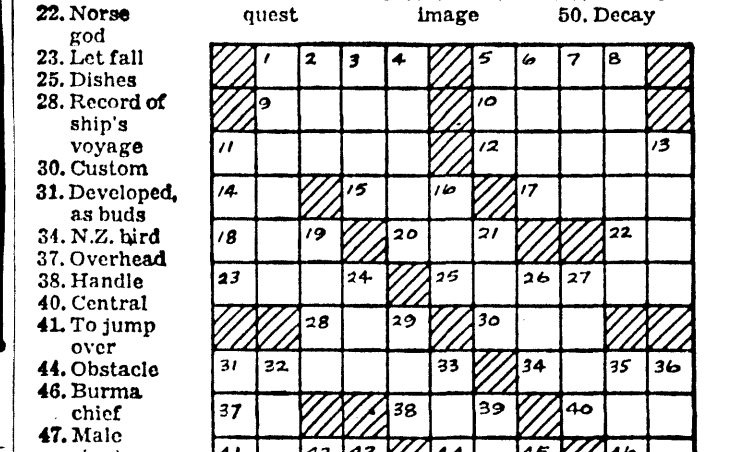 22. Norse
god
23. Let fall
25. Dishes
28. Record of
ship's
voyage
30. Custom
31. Developed,
as buds
34. N.Z. bird
37. Overhead
38. Handle
40. Central
41. To jump
over
44. Obstacle
46. Burma
chief
47. Male
quest
image
50. Decay
1 2 3 4 5 6 7 8
9 10
11 12 13
14 15 16 17
18 19 20 21 22
23 24 25 26 27
28 29 30
31 32 33 34 35 36
37 38 39 40